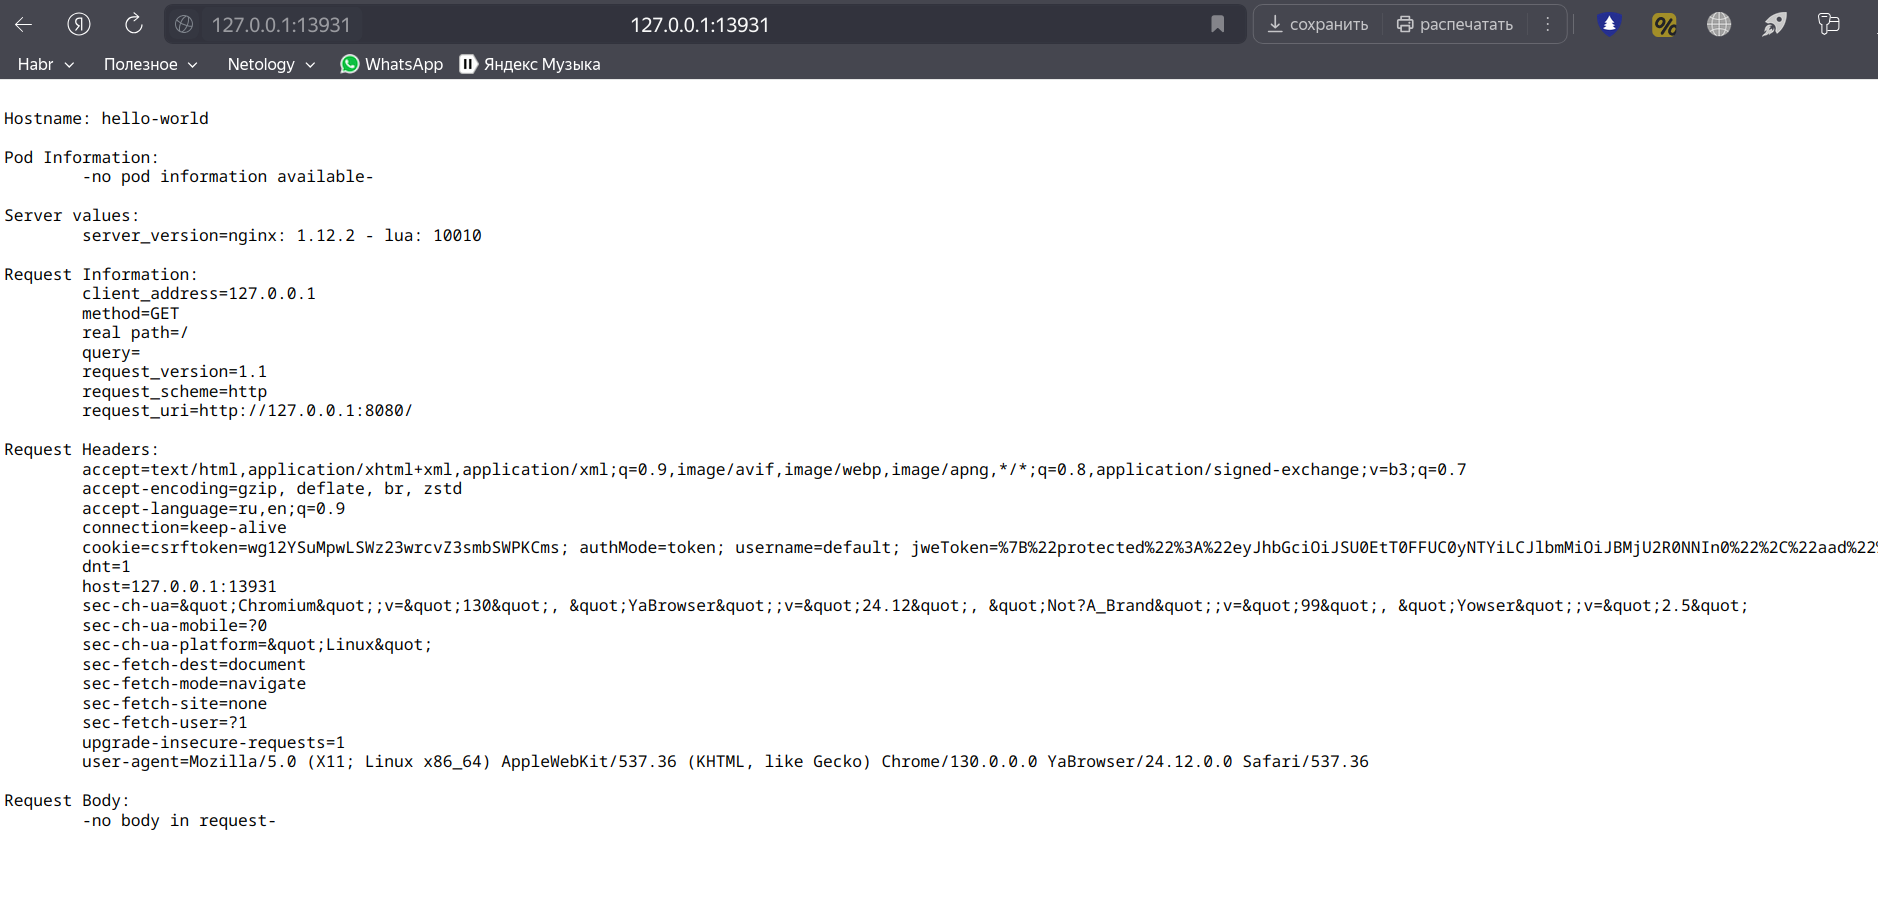 127.0.0.1:13931
127.0.0.1:13931
сохранить
распечатать
Habr
Полезное
Netology
WhatsApp
Яндекс Музыка
Hostname: hello-world
Pod Information:
-no pod information available-
Server values:
server_version=nginx: 1.12.2 - lua: 10010
Request Information:
client_address=127.0.0.1
method=GET
real path=/
query=
request_version=1.1
request_scheme=http
request_uri=http://127.0.0.1:8080/
Request Headers:
accept=text/html,application/xhtml+xml,application/xml;q=0.9,image/avif,image/webp,image/apng,*/*;q=0.8,application/signed-exchange;v=b3;q=0.7
accept-encoding=gzip, deflate, br, zstd
accept-language=ru,en;q=0.9
connection=keep-alive
cookie=csrftoken=wg12YSuMpwLSWz23wrcvZ3smbSWPKCms; authMode=token; username=default; jweToken=%7B%22protected%22%3A%22eyJhbGciOiJSU0EtT0FFUC0yNTYiLCJlbmMiOiJBMjU2R0NNIn0%22%2C%22aad%22%
dnt=1
host=127.0.0.1:13931
sec-ch-ua=&quot;Chromium&quot;;v=&quot;130&quot;, &quot;YaBrowser&quot;;v=&quot;24.12&quot;, &quot;Not?A_Brand&quot;;v=&quot;99&quot;, &quot;Yowser&quot;;v=&quot;2.5&quot;
sec-ch-ua-mobile=?0
sec-ch-ua-platform=&quot;Linux&quot;
sec-fetch-dest=document
sec-fetch-mode=navigate
sec-fetch-site=none
sec-fetch-user=?1
upgrade-insecure-requests=1
user-agent=Mozilla/5.0 (X11; Linux x86_64) AppleWebKit/537.36 (KHTML, like Gecko) Chrome/130.0.0.0 YaBrowser/24.12.0.0 Safari/537.36
Request Body:
-no body in request-